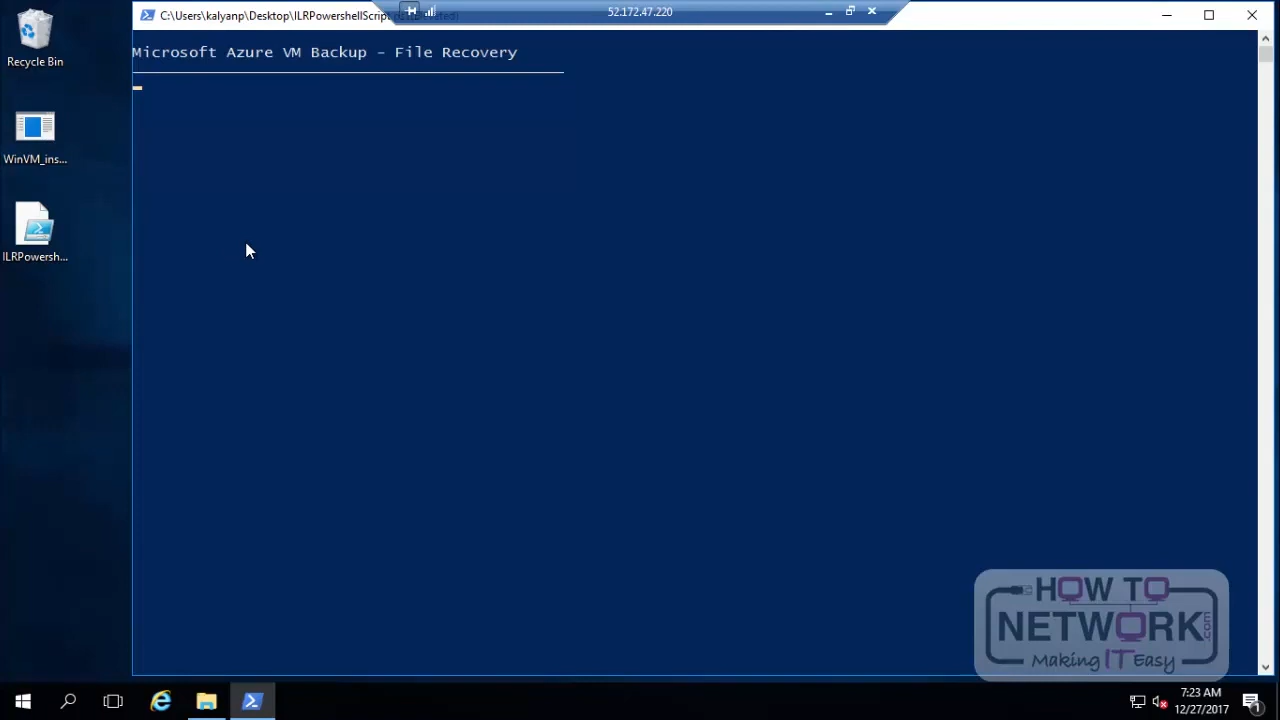 C:\Users\kalyanp\Desktop\ILRPowershellScript
52.172.47.220
Recycle Bin
Microsoft Azure VM Backup - File Recovery
WinVM_ins...
ILRPowersh...
HOW TO
NETWORK.com
Making IT Easy
7:23 AM
12/27/2017
1